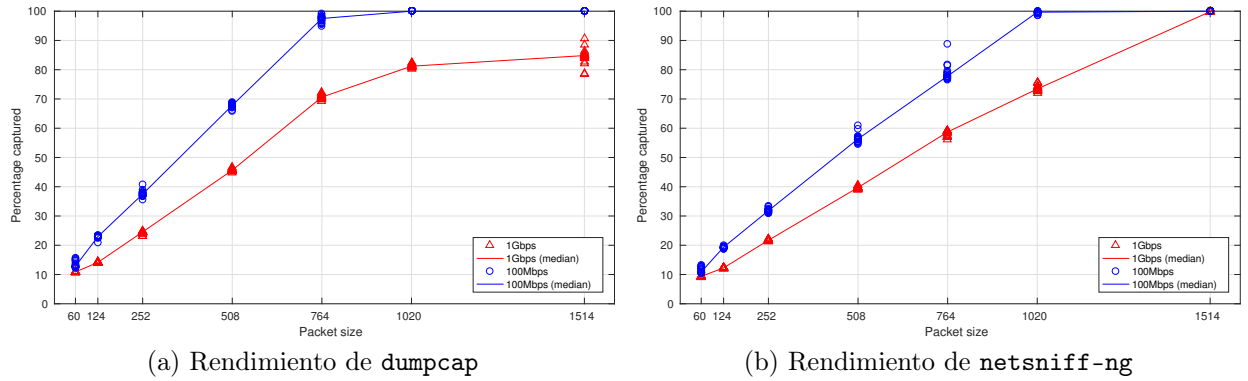 100
90
80
70
60
50
40
30
20
10
0
Percentage captured
1Gbps
1Gbps (median)
100Mbps
100Mbps (median)
60 124 252 508 764 1020 1514
Packet size
(a) Rendimiento de dumpcap
100
90
80
70
60
50
40
30
20
10
0
Percentage captured
1Gbps
1Gbps (median)
100Mbps
100Mbps (median)
60 124 252 508 764 1020 1514
Packet size
(b) Rendimiento de netsniff-ng